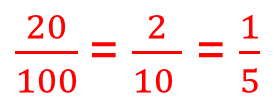 20/100 = 2/10 = 1/5